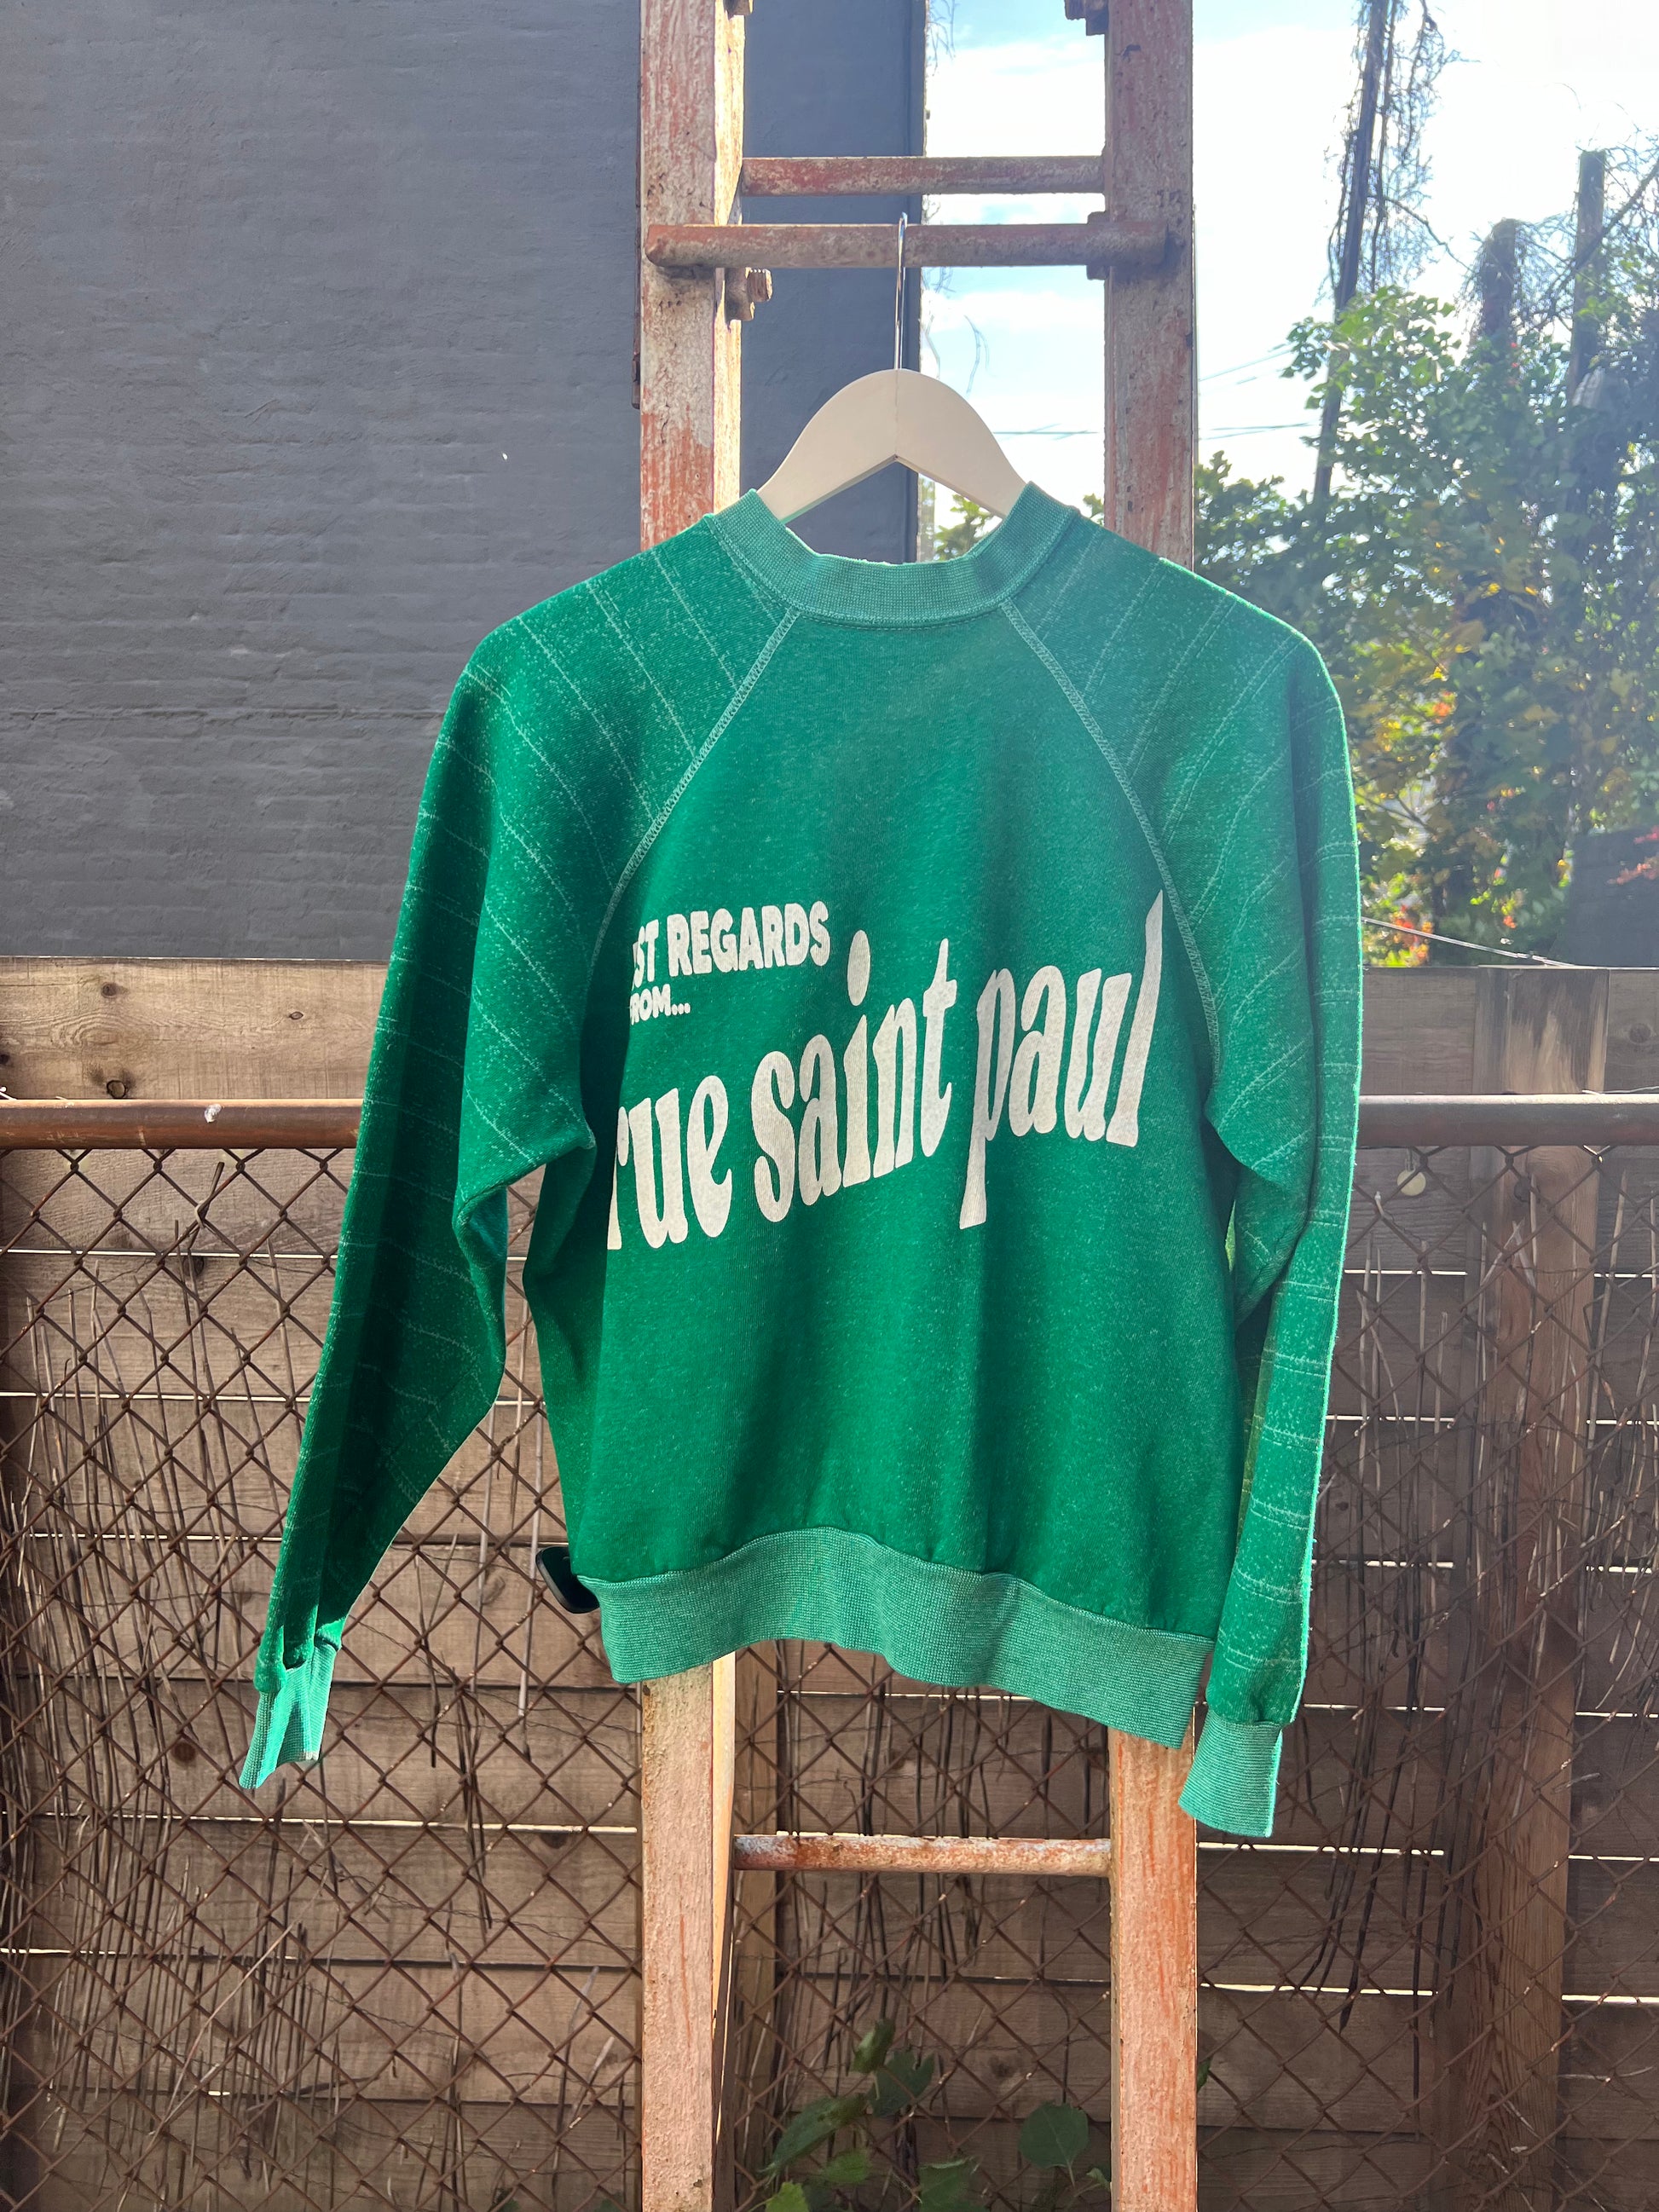 ST REGARDS
ROM...
rue saint paul